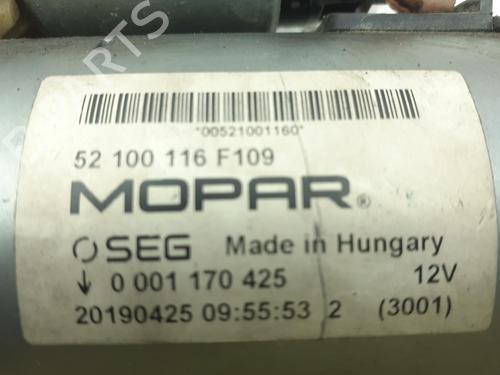 PARTS
*00521001160*
52 100 116 F109
MOPAR®
SEG Made in Hungary
↓ 0 001 170 425 12V
20190425 09:55:53 2 (3001)